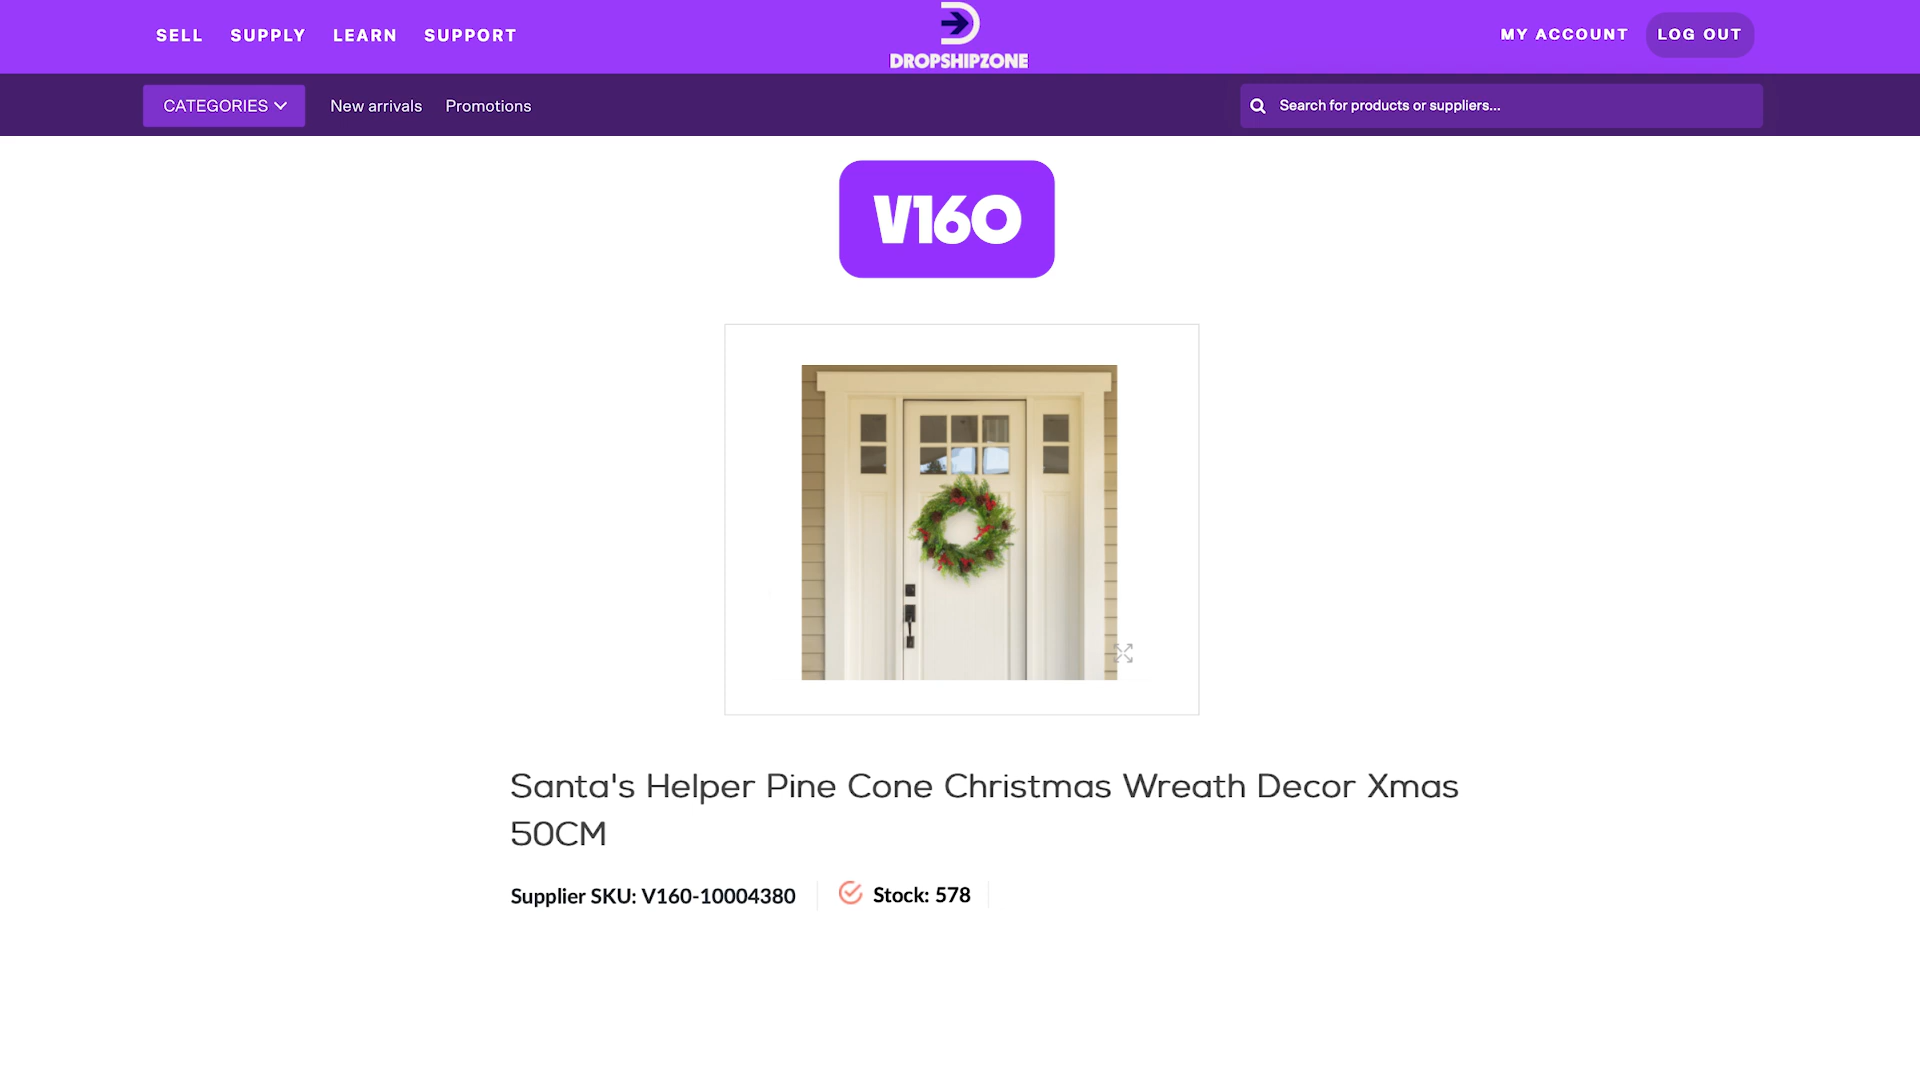 SELL SUPPLY LEARN SUPPORT
DROPSHIPZONE
MY ACCOUNT LOG OUT
CATEGORIES New arrivals Promotions
Search for products or suppliers...
V160
Santa's Helper Pine Cone Christmas Wreath Decor Xmas
50CM
Supplier SKU: V160-10004380 Stock: 578